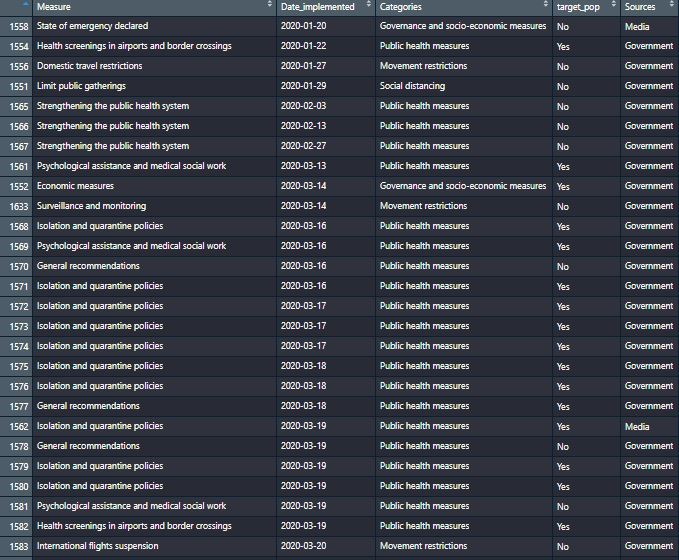 Measure Date_implemented Categories target_pop Sources
1558 State of emergency declared 2020-01-20 Governance and socio-economic measures No Media
1554 Health screenings in airports and border crossings 2020-01-22 Public health measures Yes Government
1556 Domestic travel restrictions 2020-01-27 Movement restrictions No Government
1551 Limit public gatherings 2020-01-29 Social distancing No Government
1565 Strengthening the public health system 2020-02-03 Public health measures No Government
1566 Strengthening the public health system 2020-02-13 Public health measures No Government
1567 Strengthening the public health system 2020-02-27 Public health measures No Government
1561 Psychological assistance and medical social work 2020-03-13 Public health measures Yes Government
1552 Economic measures 2020-03-14 Governance and socio-economic measures Yes Government
1633 Surveillance and monitoring 2020-03-14 Movement restrictions No Government
1568 Isolation and quarantine policies 2020-03-16 Public health measures Yes Government
1569 Psychological assistance and medical social work 2020-03-16 Public health measures Yes Government
1570 General recommendations 2020-03-16 Public health measures No Government
1571 Isolation and quarantine policies 2020-03-16 Public health measures Yes Government
1572 Isolation and quarantine policies 2020-03-17 Public health measures Yes Government
1573 Isolation and quarantine policies 2020-03-17 Public health measures Yes Government
1574 Isolation and quarantine policies 2020-03-17 Public health measures Yes Government
1575 Isolation and quarantine policies 2020-03-18 Public health measures Yes Government
1576 Isolation and quarantine policies 2020-03-18 Public health measures Yes Government
1577 General recommendations 2020-03-18 Public health measures Yes Government
1562 Isolation and quarantine policies 2020-03-19 Public health measures Yes Media
1578 General recommendations 2020-03-19 Public health measures No Government
1579 Isolation and quarantine policies 2020-03-19 Public health measures Yes Government
1580 Isolation and quarantine policies 2020-03-19 Public health measures Yes Government
1581 Psychological assistance and medical social work 2020-03-19 Public health measures No Government
1582 Health screenings in airports and border crossings 2020-03-19 Public health measures Yes Government
1583 International flights suspension 2020-03-20 Movement restrictions No Government